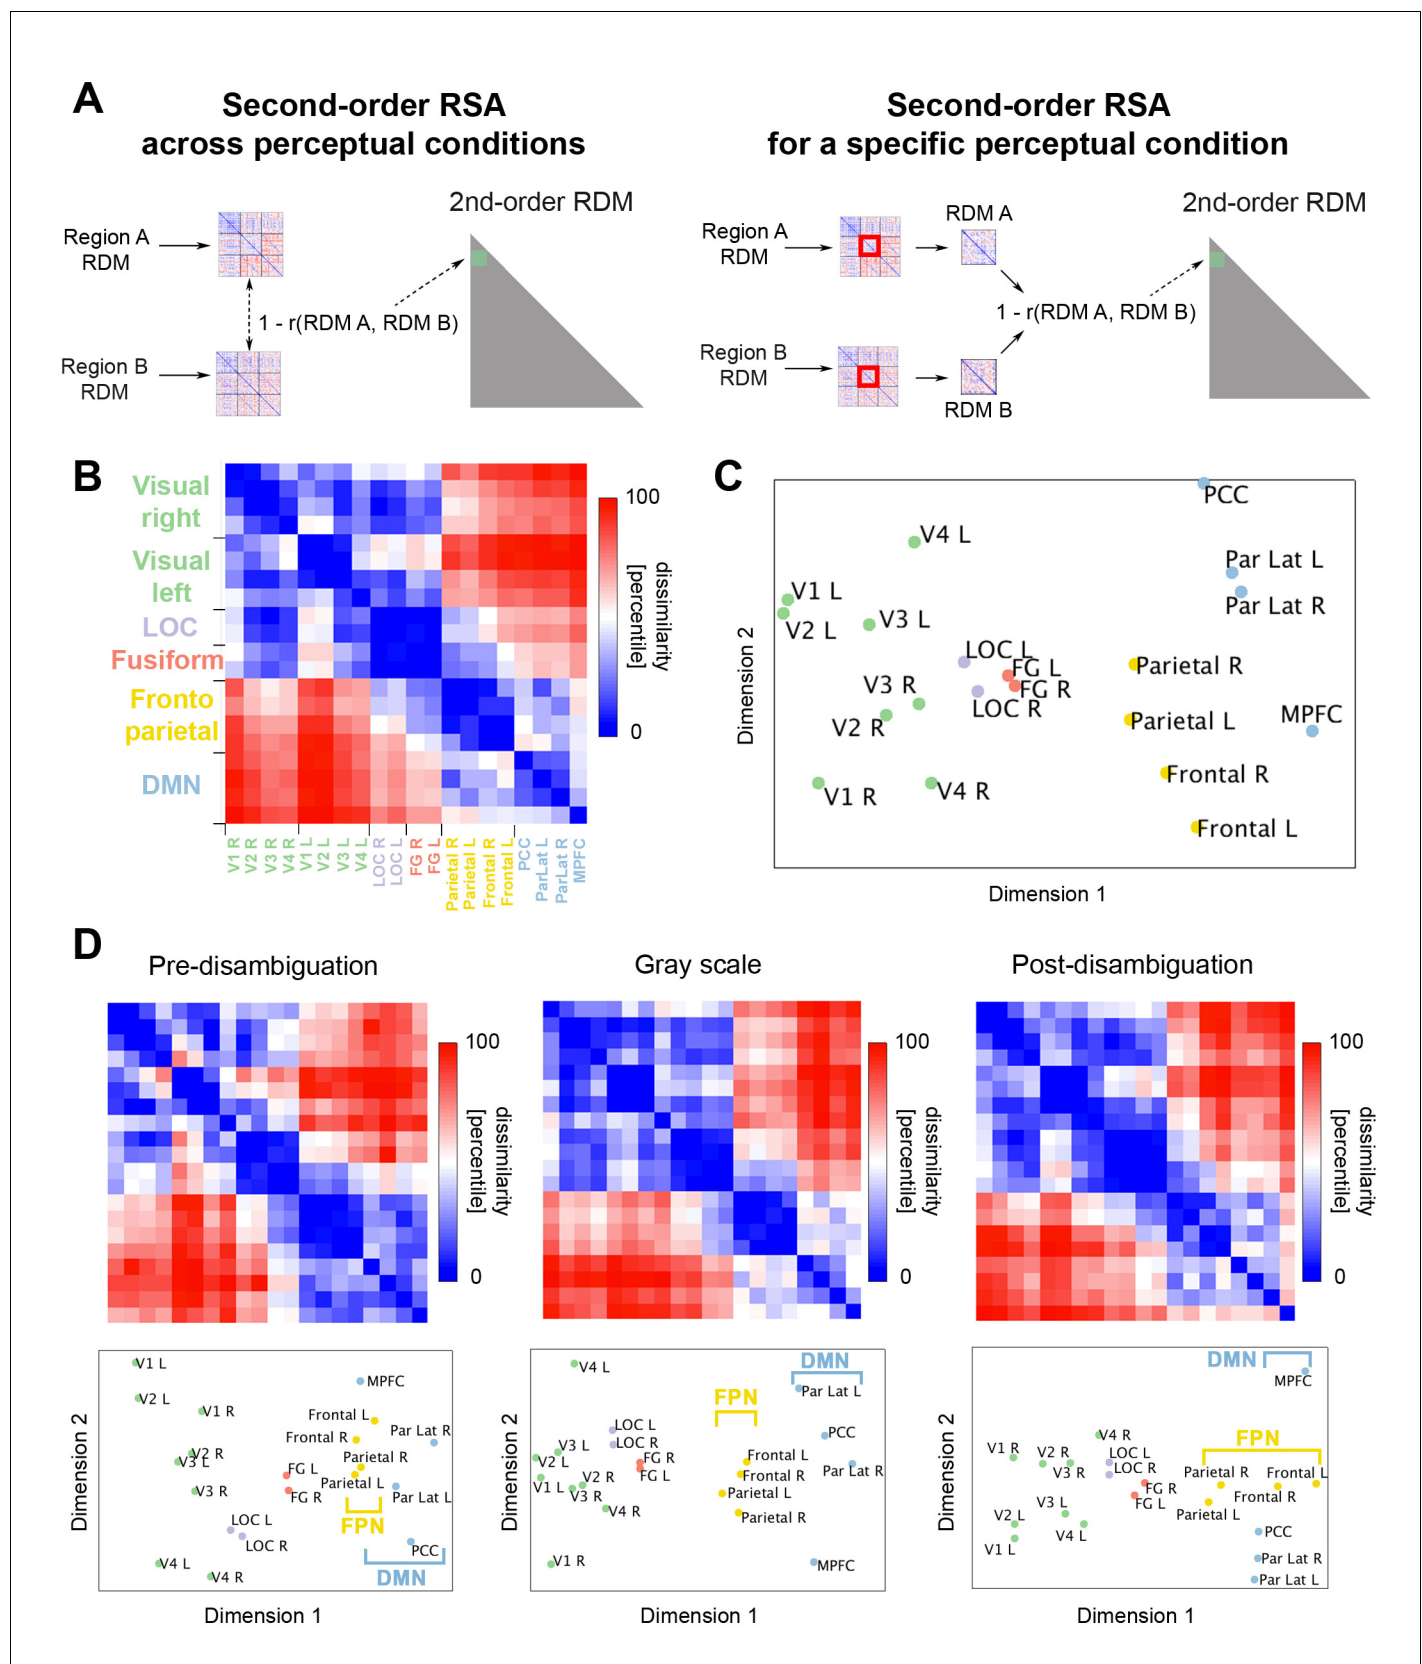 A
Second-order RSA
across perceptual conditions
Second-order RSA
for a specific perceptual condition
Region A
RDM
Region B
RDM
1 - r(RDM A, RDM B)
2nd-order RDM
Region A
RDM
Region B
RDM
RDM A
RDM B
1 - r(RDM A, RDM B)
2nd-order RDM
B
Visual
right
Visual
left
LOC
Fusiform
Fronto
parietal
DMN
V1 R
V2 R
V3 R
V4 R
V1 L
V2 L
V3 L
V4 L
LOC R
LOC L
FG R
FG L
Parietal R
Parietal L
Frontal R
Frontal L
PCC
ParLat L
ParLat R
MPFC
100
0
dissimilarity
[percentile]
C
PCC
V4 L
Par Lat L
V1 L
Par Lat R
V2 L
V3 L
LOC L
FG L
Parietal R
V3 R
FG R
LOC R
V2 R
Parietal L
MPFC
Frontal R
V1 R
V4 R
Frontal L
Dimension 2
Dimension 1
D
Pre-disambiguation
100
0
dissimilarity
[percentile]
Gray scale
100
0
dissimilarity
[percentile]
Post-disambiguation
100
0
dissimilarity
[percentile]
V1 L
MPFC
V2 L
V1 R
Frontal L
Par Lat R
Frontal R
V2 R
V3 L
Parietal R
FG L
Parietal L
V3 R
FG R
Par Lat L
FPN
LOC L
LOC R
PCC
V4 L
V4 R
DMN
Dimension 2
Dimension 1
DMN
V4 L
Par Lat L
FPN
LOC L
PCC
LOC R
V3 L
FG R
Frontal L
V2 L
FG L
Par Lat R
V2 R
Frontal R
V1 L
V3 R
Parietal L
V4 R
Parietal R
V1 R
MPFC
Dimension 2
Dimension 1
DMN
MPFC
V4 R
FPN
V1 R
V2 R
LOC L
LOC R
V3 R
Parietal R
Frontal L
FG R
Frontal R
FG L
V3 L
Parietal L
V2 L
V4 L
PCC
V1 L
Par Lat R
Par Lat L
Dimension 2
Dimension 1